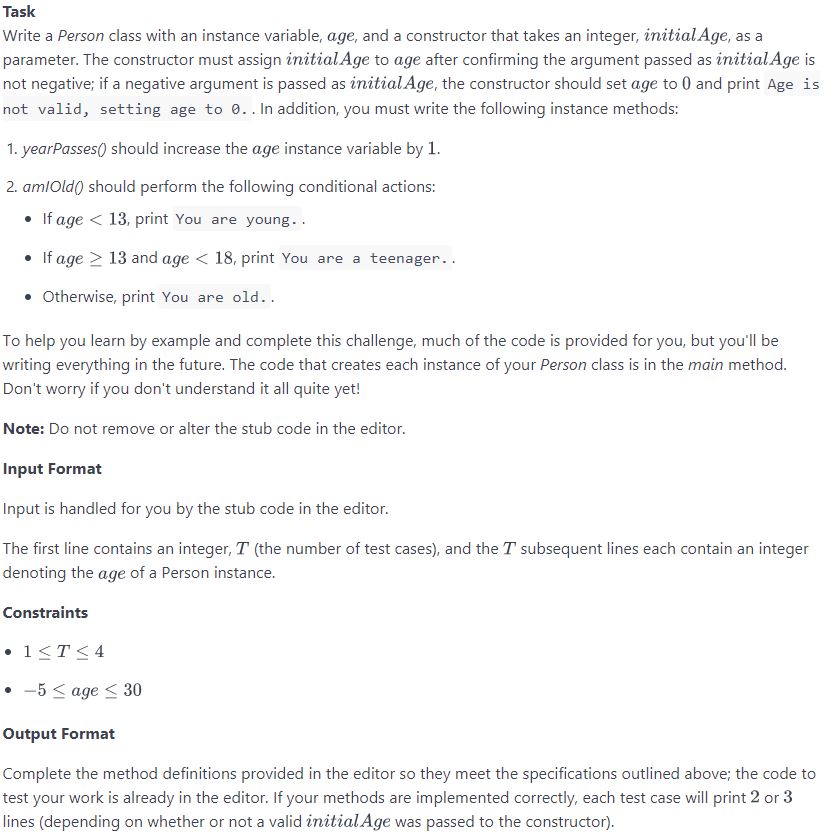 Task
Write a Person class with an instance variable, age, and a constructor that takes an integer, initialAge, as a
parameter. The constructor must assign initialAge to age after confirming the argument passed as initialAge is
not negative; if a negative argument is passed as initialAge, the constructor should set age to 0 and print Age is
not valid, setting age to 0. . In addition, you must write the following instance methods:
1. yearPasses() should increase the age instance variable by 1.
2. amIOld() should perform the following conditional actions:
• If age < 13, print You are young. .
• If age ≥ 13 and age < 18, print You are a teenager. .
• Otherwise, print You are old. .
To help you learn by example and complete this challenge, much of the code is provided for you, but you'll be
writing everything in the future. The code that creates each instance of your Person class is in the main method.
Don't worry if you don't understand it all quite yet!
Note: Do not remove or alter the stub code in the editor.
Input Format
Input is handled for you by the stub code in the editor.
The first line contains an integer, T (the number of test cases), and the T subsequent lines each contain an integer
denoting the age of a Person instance.
Constraints
• 1 ≤ T ≤ 4
• −5 ≤ age ≤ 30
Output Format
Complete the method definitions provided in the editor so they meet the specifications outlined above; the code to
test your work is already in the editor. If your methods are implemented correctly, each test case will print 2 or 3
lines (depending on whether or not a valid initialAge was passed to the constructor).